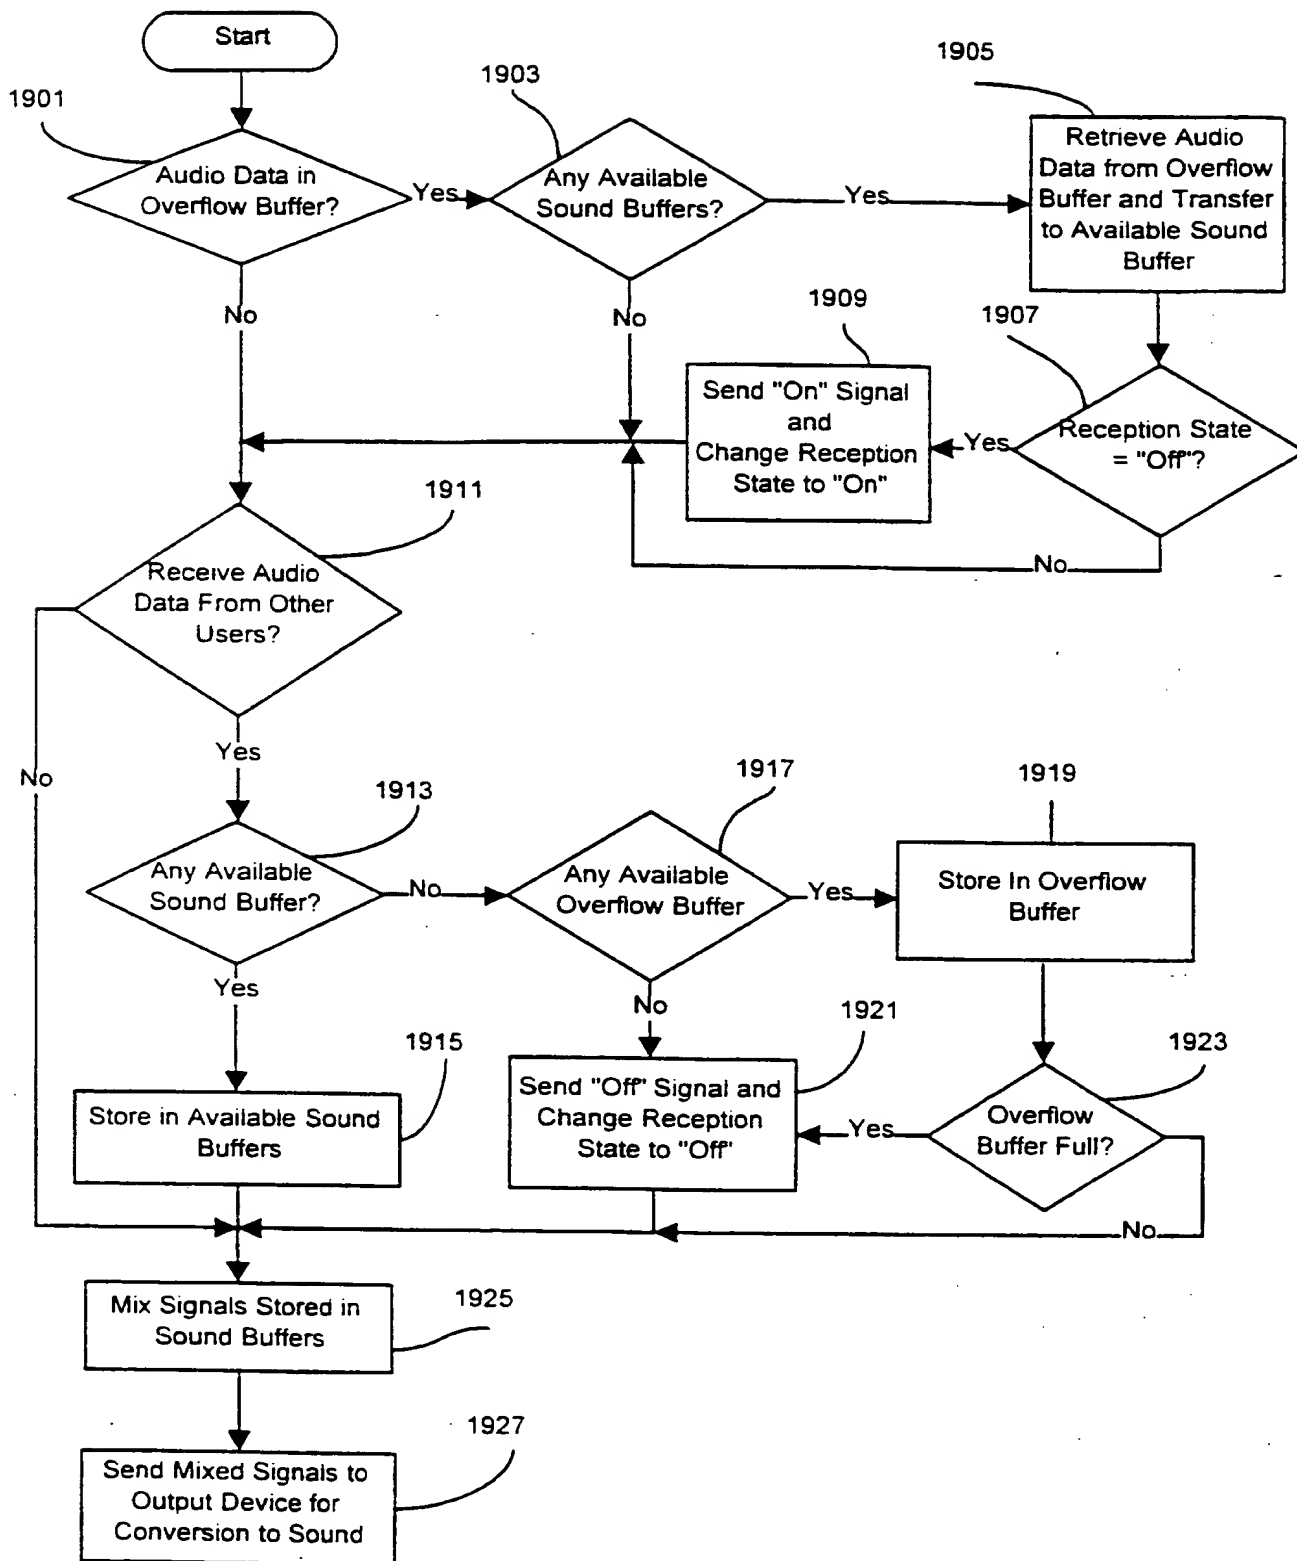 Start
1901
1903
1905
Audio Data in
Overflow Buffer?
Yes
Any Available
Sound Buffers?
Yes
Retrieve Audio
Data from Overflow
Buffer and Transfer
to Available Sound
Buffer
No
No
1909
1907
Send "On" Signal
and
Change Reception
State to "On"
Yes
Reception State
= "Off"?
No
1911
Receive Audio
Data From Other
Users?
No
Yes
1913
1917
1919
Any Available
Sound Buffer?
No
Any Available
Overflow Buffer
Yes
Store In Overflow
Buffer
Yes
No
1915
1921
1923
Store in Available Sound
Buffers
Send "Off" Signal and
Change Reception
State to "Off"
Yes
Overflow
Buffer Full?
No
Mix Signals Stored in
Sound Buffers
1925
1927
Send Mixed Signals to
Output Device for
Conversion to Sound